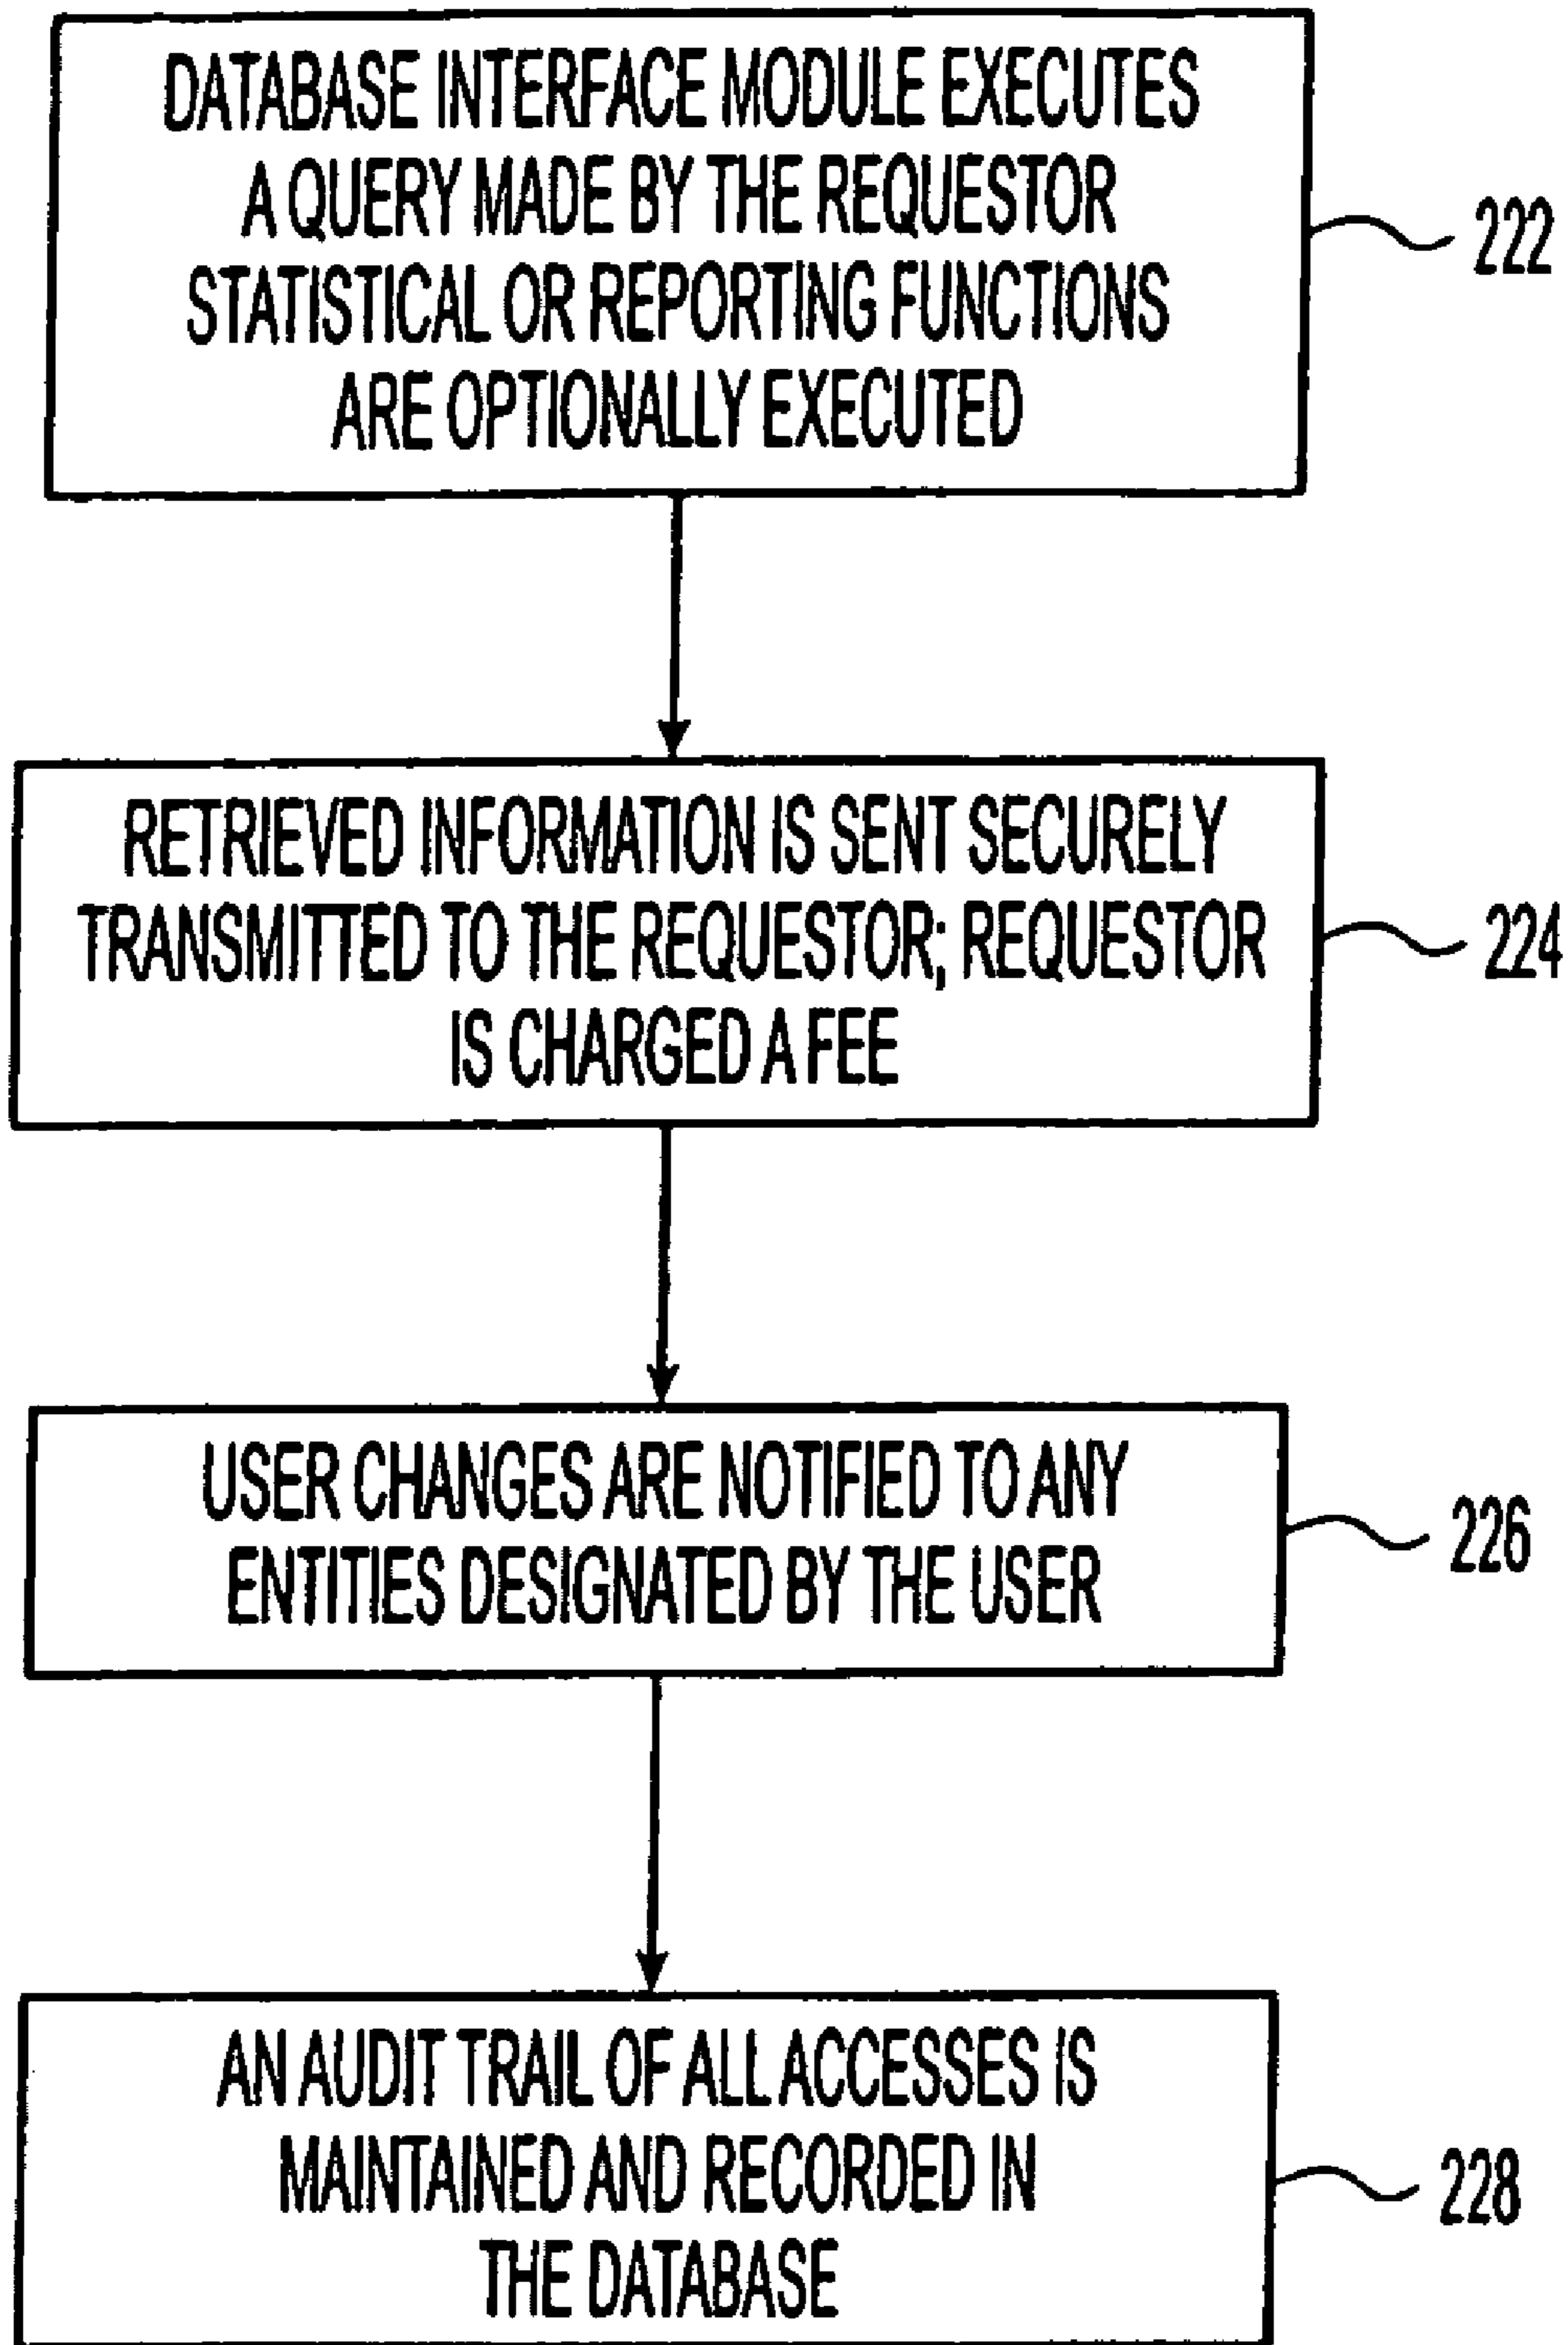 DATABASE INTERFACE MODULE EXECUTES
A QUERY MADE BY THE REQUESTOR
STATISTICAL OR REPORTING FUNCTIONS
ARE OPTIONALLY EXECUTED
222
RETRIEVED INFORMATION IS SENT SECURELY
TRANSMITTED TO THE REQUESTOR; REQUESTOR
IS CHARGED A FEE
224
USER CHANGES ARE NOTIFIED TO ANY
ENTITIES DESIGNATED BY THE USER
226
AN AUDIT TRAIL OF ALL ACCESSES IS
MAINTAINED AND RECORDED IN
THE DATABASE
228